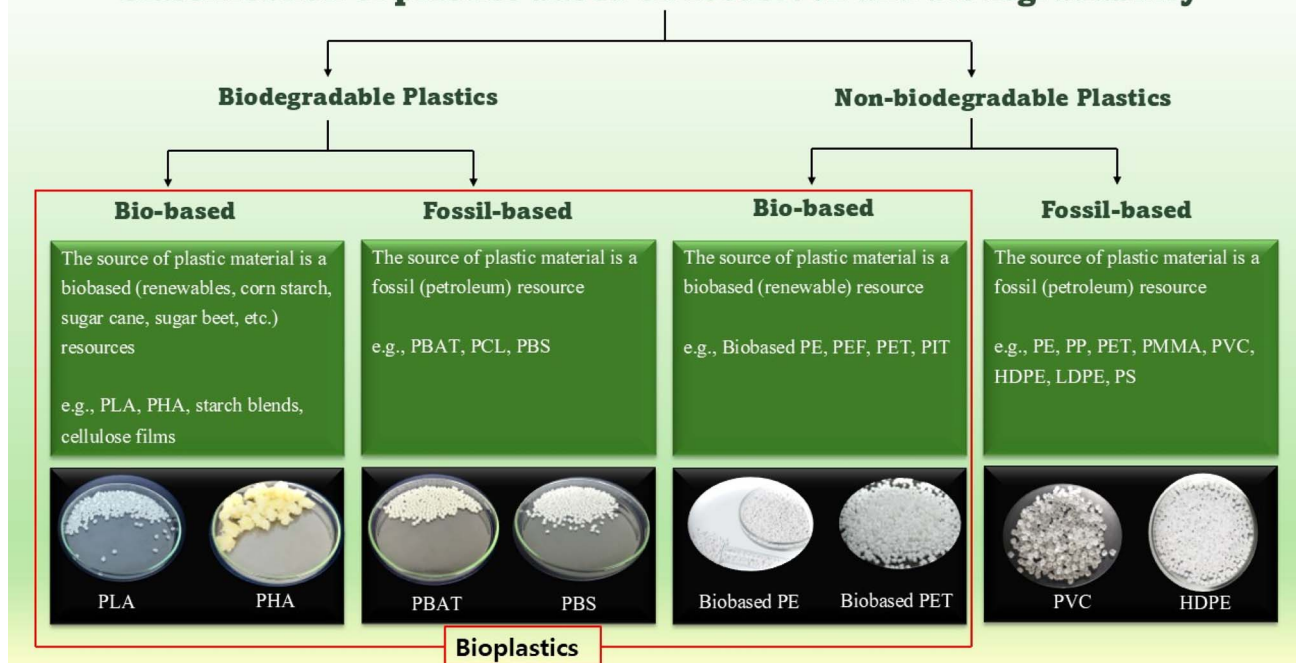 Biodegradable Plastics
Non-biodegradable Plastics
Bio-based
The source of plastic material is a
biobased (renewables, corn starch,
sugar cane, sugar beet, etc.)
resources
e.g., PLA, PHA, starch blends,
cellulose films
PLA
PHA
Fossil-based
The source of plastic material is a
fossil (petroleum) resource
e.g., PBAT, PCL, PBS
PBAT
PBS
Bio-based
The source of plastic material is a
biobased (renewable) resource
e.g., Biobased PE, PEF, PET, PIT
Biobased PE
Biobased PET
Fossil-based
The source of plastic material is a
fossil (petroleum) resource
e.g., PE, PP, PET, PMMA, PVC,
HDPE, LDPE, PS
PVC
HDPE
Bioplastics